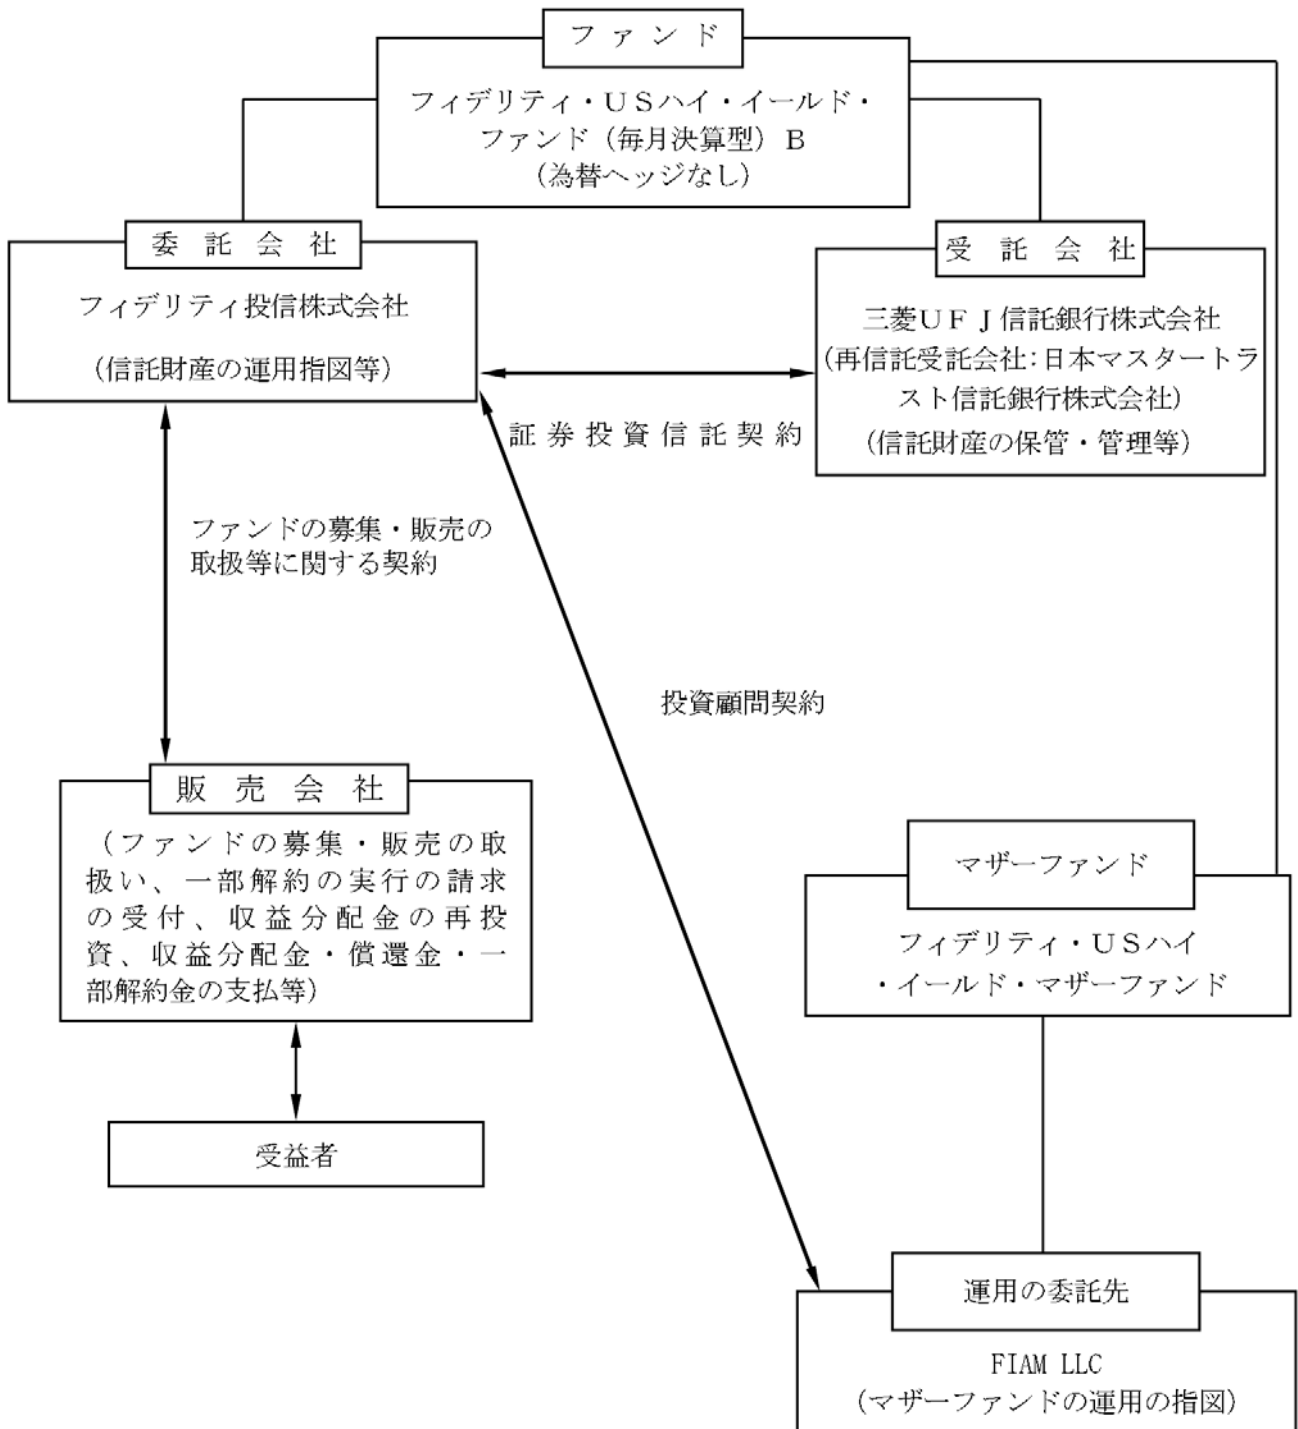 ファンド
フィデリティ・ＵＳハイ・イールド・
ファンド（毎月決算型）Ｂ
（為替ヘッジなし）
委託会社
フィデリティ投信株式会社
（信託財産の運用指図等）
受託会社
三菱ＵＦＪ信託銀行株式会社
（再信託受託会社：日本マスタートラ
スト信託銀行株式会社）
（信託財産の保管・管理等）
証券投資信託契約
ファンドの募集・販売の
取扱等に関する契約
投資顧問契約
販売会社
（ファンドの募集・販売の取
扱い、一部解約の実行の請求
の受付、収益分配金の再投
資、収益分配金・償還金・一
部解約金の支払等）
マザーファンド
フィデリティ・ＵＳハイ
・イールド・マザーファンド
受益者
運用の委託先
FIAM LLC
（マザーファンドの運用の指図）